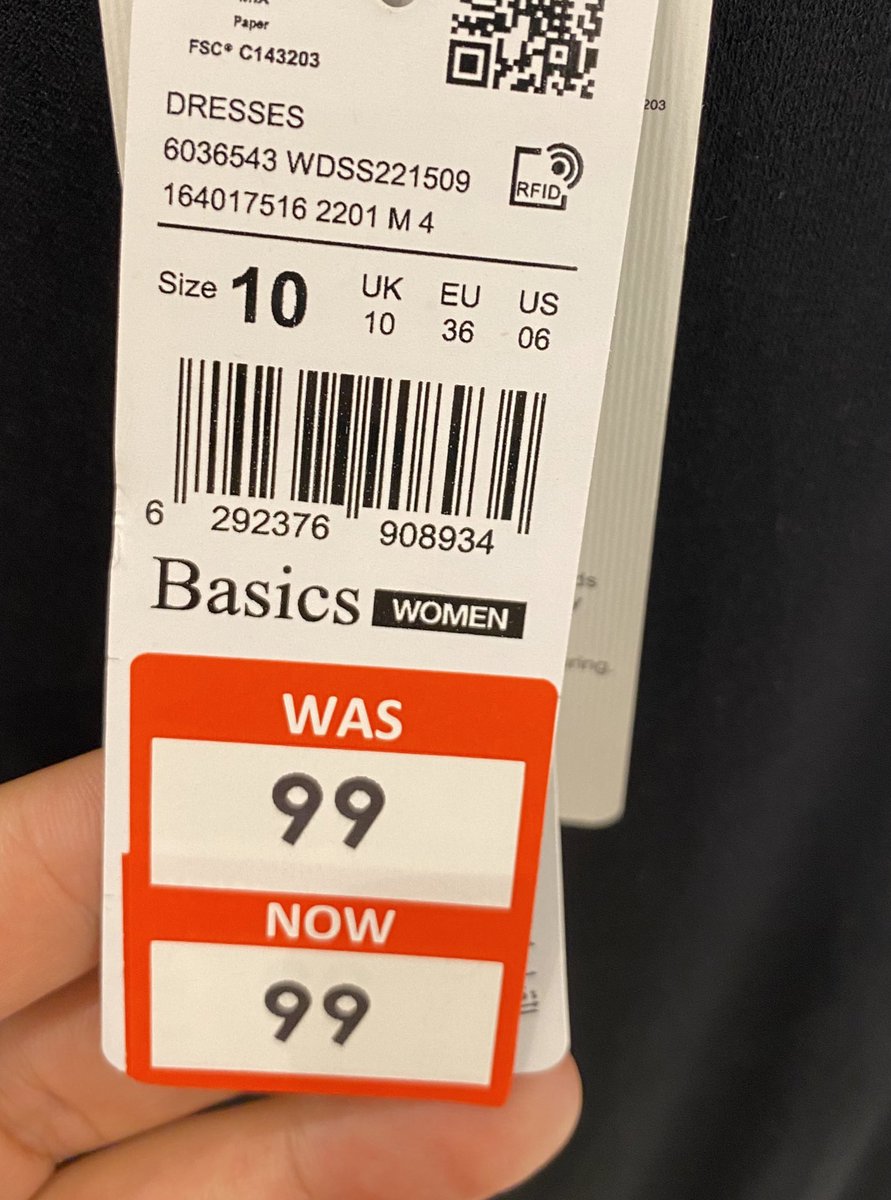 Paper
FSC® C143203
203
DRESSES
6036543 WDSS221509
RFID
164017516 2201 M 4
Size 10
UK EU US
10 36 06
6 292376 908934
Basics WOMEN
WAS
99
NOW
99